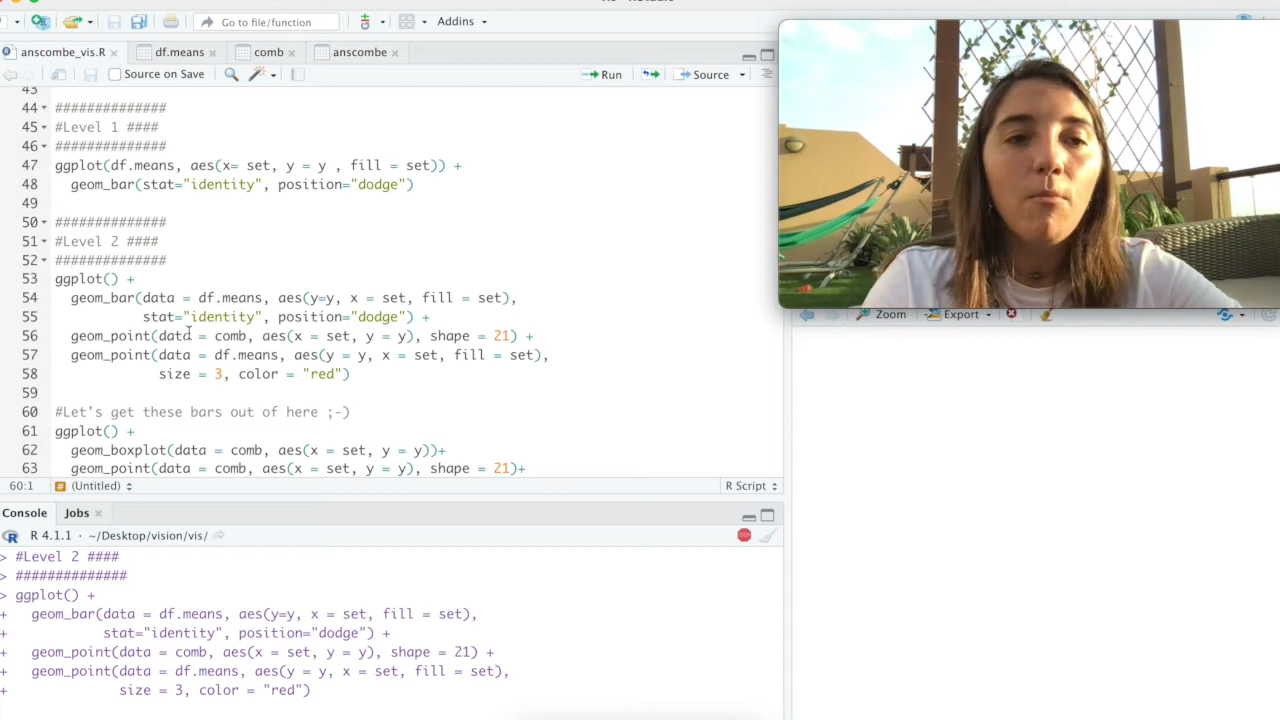 Go to file/function
Addins
anscombe_vis.R
df.means
comb
anscombe
Source on Save
Run
Source
43
44 ##############
45 #Level 1 ####
46 ##############
47 ggplot(df.means, aes(x= set, y = y , fill = set)) +
48 geom_bar(stat="identity", position="dodge")
49
50 ##############
51 #Level 2 ####
52 ##############
53 ggplot() +
54 geom_bar(data = df.means, aes(y=y, x = set, fill = set),
55 stat="identity", position="dodge") +
56 geom_point(data = comb, aes(x = set, y = y), shape = 21) +
57 geom_point(data = df.means, aes(y = y, x = set, fill = set),
58 size = 3, color = "red")
59
60 #Let's get these bars out of here ;-)
61 ggplot() +
62 geom_boxplot(data = comb, aes(x = set, y = y))+
63 geom_point(data = comb, aes(x = set, y = y), shape = 21)+
60:1 # (Untitled) R Script
Zoom Export
Console Jobs
R 4.1.1 · ~/Desktop/vision/vis/
> #Level 2 ####
> ##############
> ggplot() +
+ geom_bar(data = df.means, aes(y=y, x = set, fill = set),
+ stat="identity", position="dodge") +
+ geom_point(data = comb, aes(x = set, y = y), shape = 21) +
+ geom_point(data = df.means, aes(y = y, x = set, fill = set),
+ size = 3, color = "red")